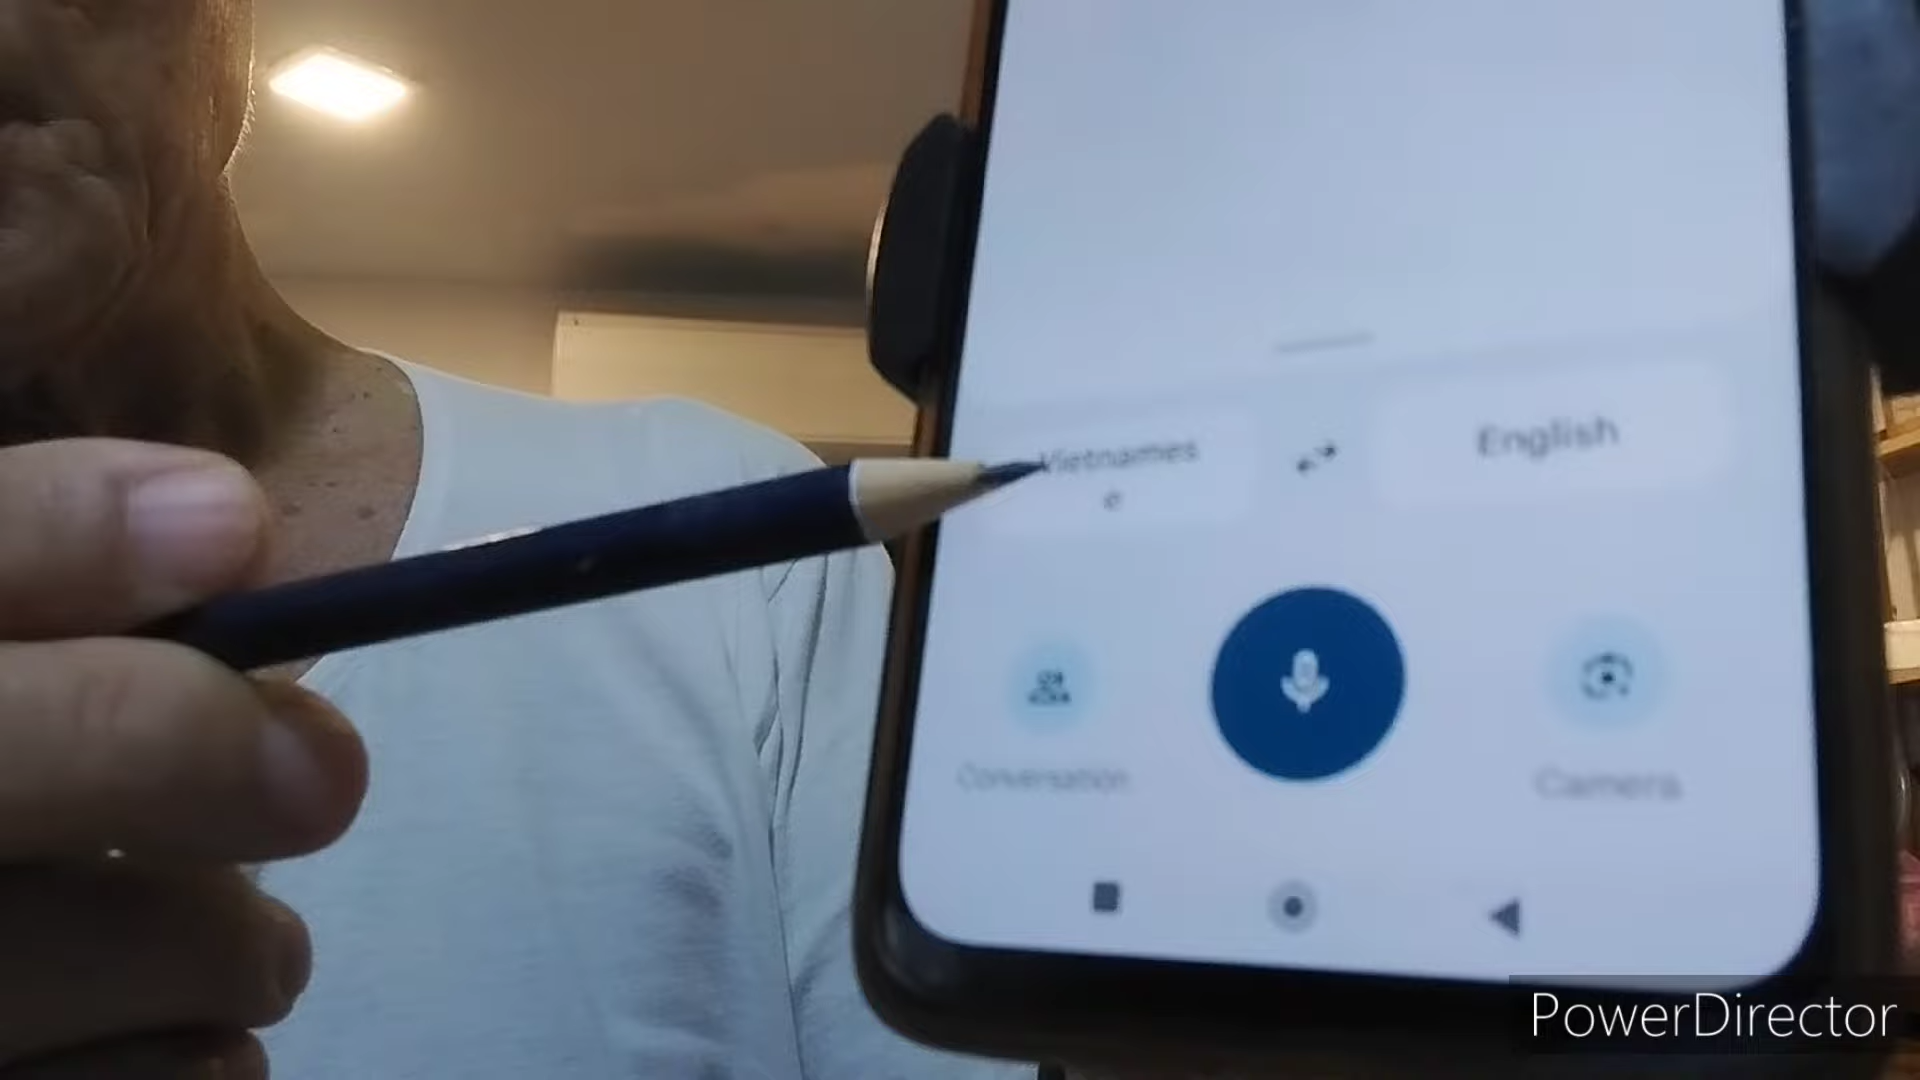 Vietnames
e
English
Conversation
Camera
PowerDirector